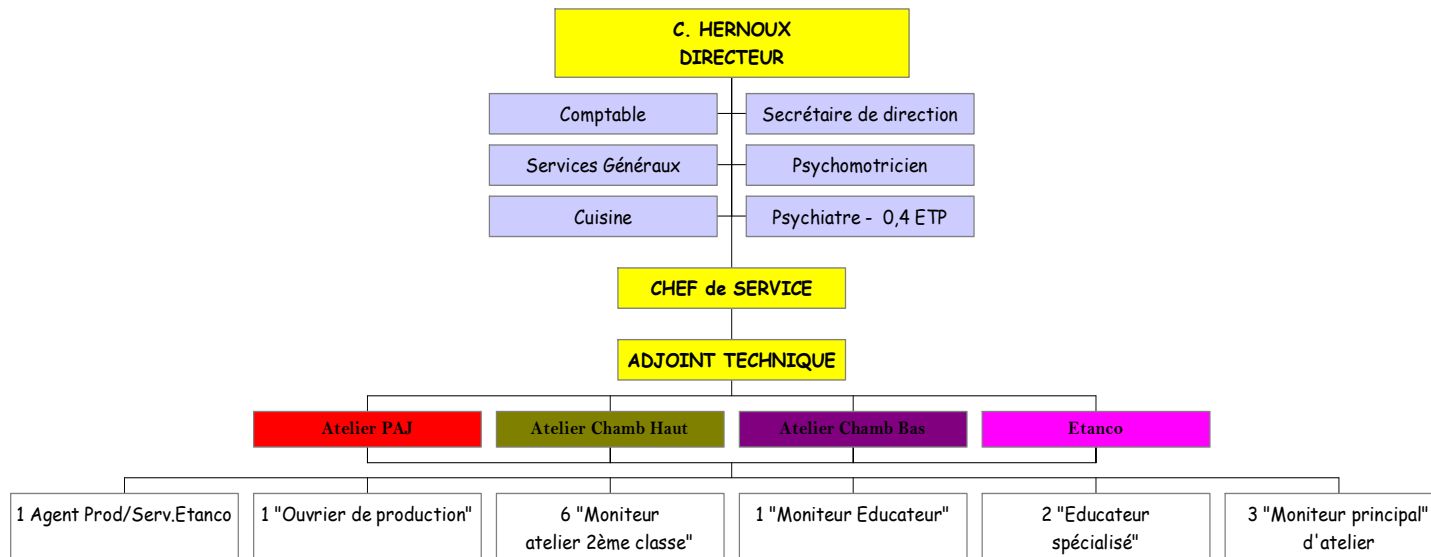 C. HERNOUX
DIRECTEUR
Comptable
Secrétaire de direction
Services Généraux
Psychomotricien
Cuisine
Psychiatre - 0,4 ETP
CHEF de SERVICE
ADJOINT TECHNIQUE
Atelier PAJ
Atelier Chamb Haut
Atelier Chamb Bas
Etanco
1 Agent Prod/Serv.Etanco
1 "Ouvrier de production"
6 "Moniteur
atelier 2ème classe"
1 "Moniteur Educateur"
2 "Educateur
spécialisé"
3 "Moniteur principal"
d'atelier